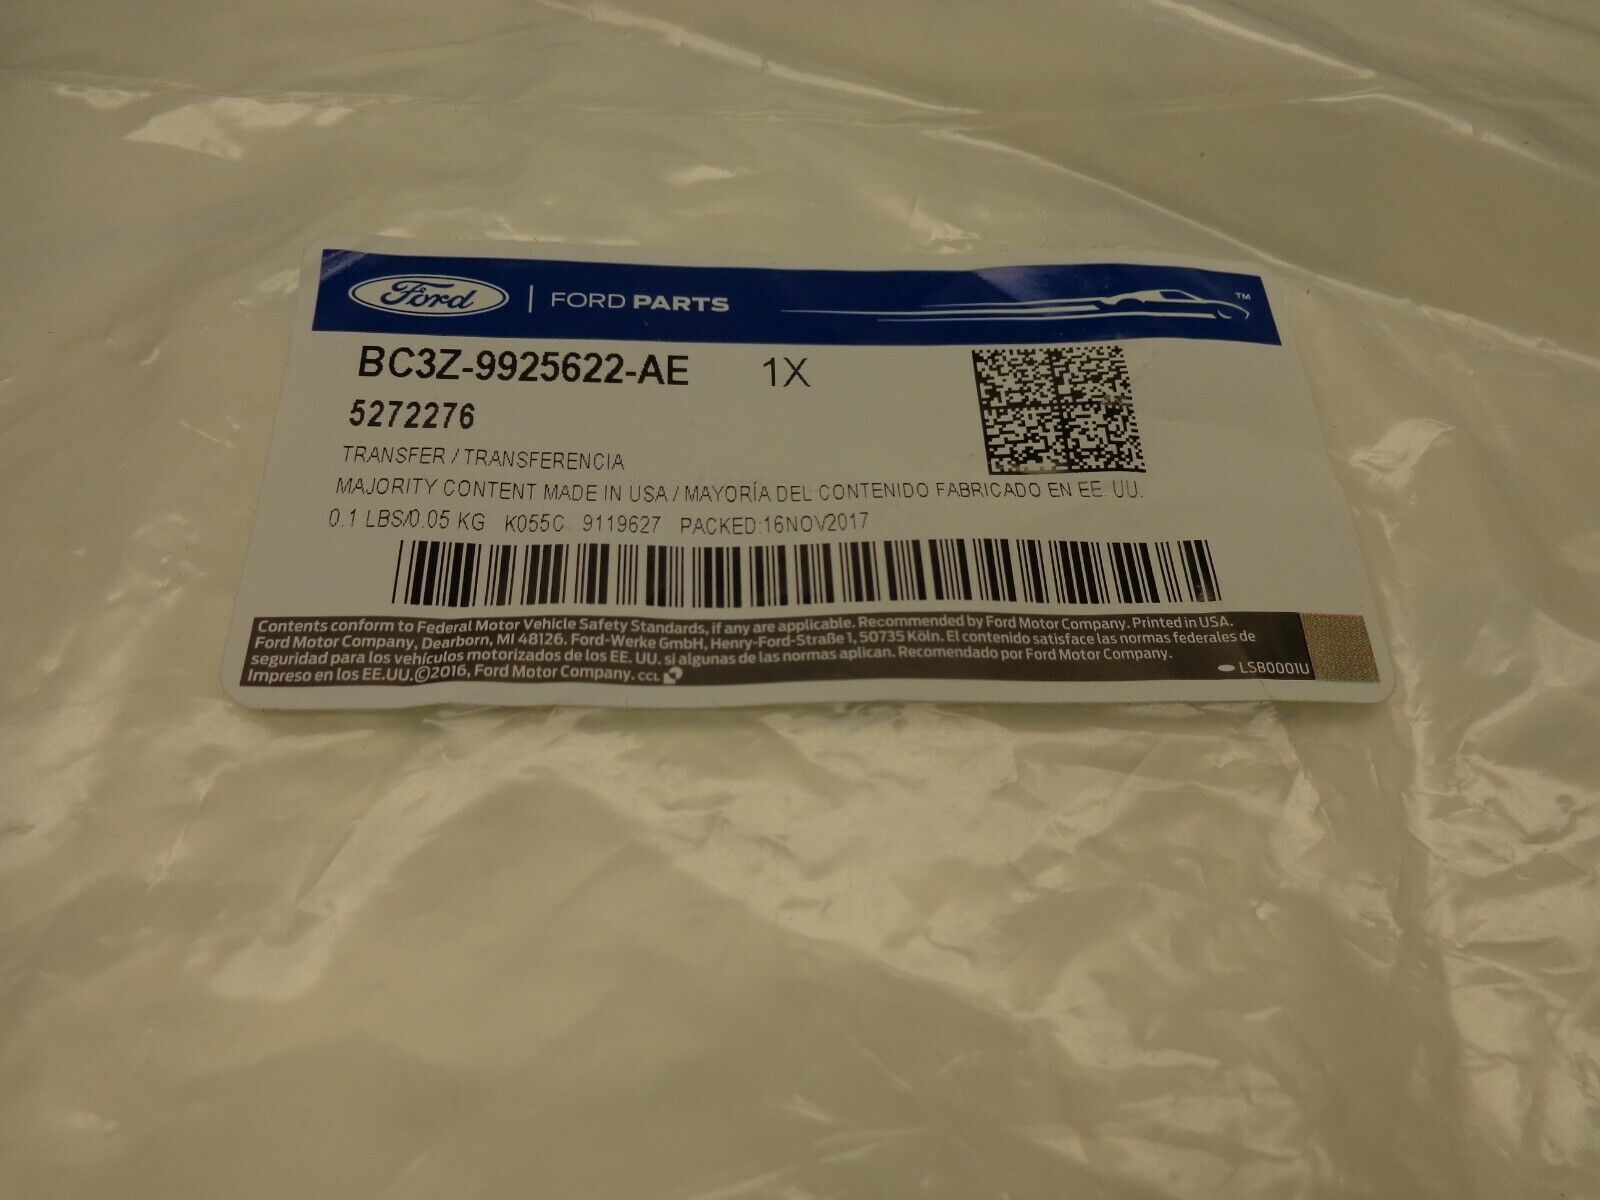 Ford | FORD PARTS ™
BC3Z-9925622-AE 1X
5272276
TRANSFER / TRANSFERENCIA
MAJORITY CONTENT MADE IN USA / MAYORÍA DEL CONTENIDO FABRICADO EN EE. UU.
0.1 LBS/0.05 KG K055C 9119627 PACKED:16NOV2017
Contents conform to Federal Motor Vehicle Safety Standards, if any are applicable. Recommended by Ford Motor Company. Printed in USA.
Ford Motor Company, Dearborn, MI 48126. Ford-Werke GmbH, Henry-Ford-Straße 1, 50735 Köln. El contenido satisface las normas federales de
seguridad para los vehículos motorizados de los EE. UU. si algunas de las normas aplican. Recomendado por Ford Motor Company.
Impreso en los EE.UU.©2016, Ford Motor Company. CCL LSB0001U